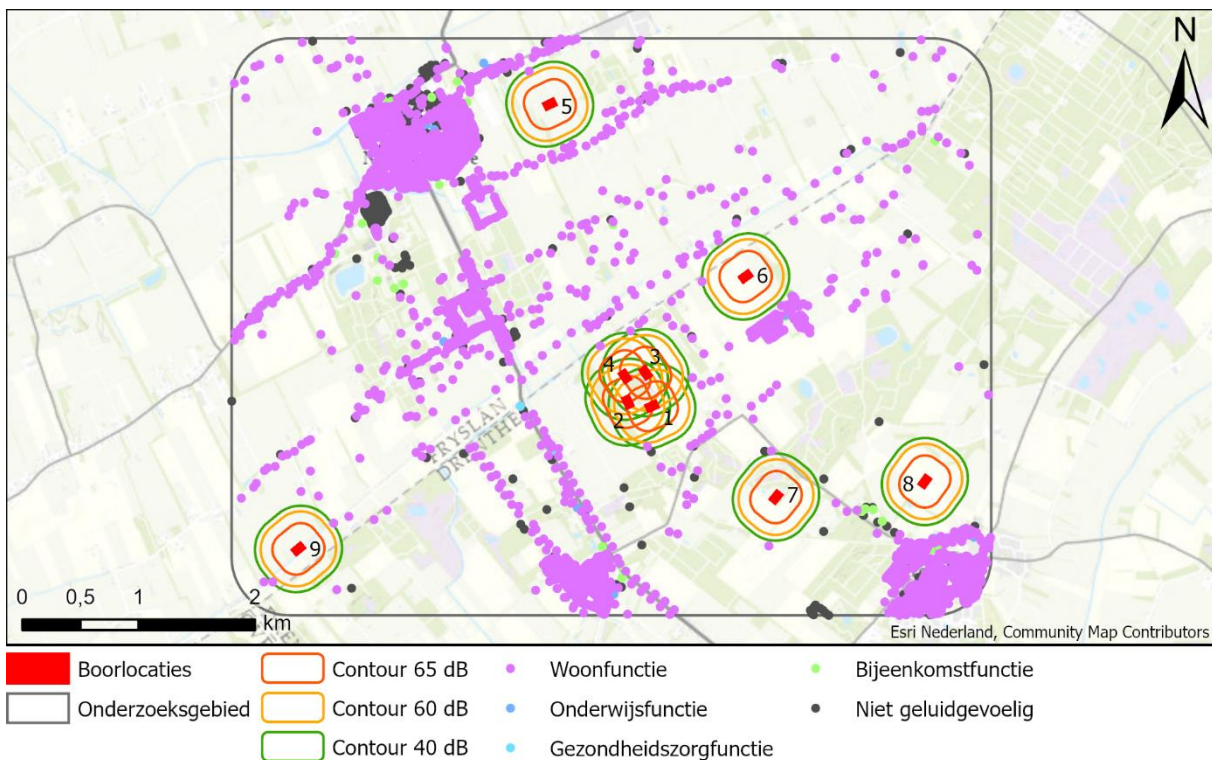 N
5
6
3
4
2
1
7
8
9
FRYSLAN
DRENTHE
0 0,5 1 2
km
Esri Nederland, Community Map Contributors
Boorlocaties
Contour 65 dB
Woonfunctie
Bijeenkomstfunctie
Onderzoeksgebied
Contour 60 dB
Onderwijsfunctie
Niet geluidgevoelig
Contour 40 dB
Gezondheidszorgfunctie